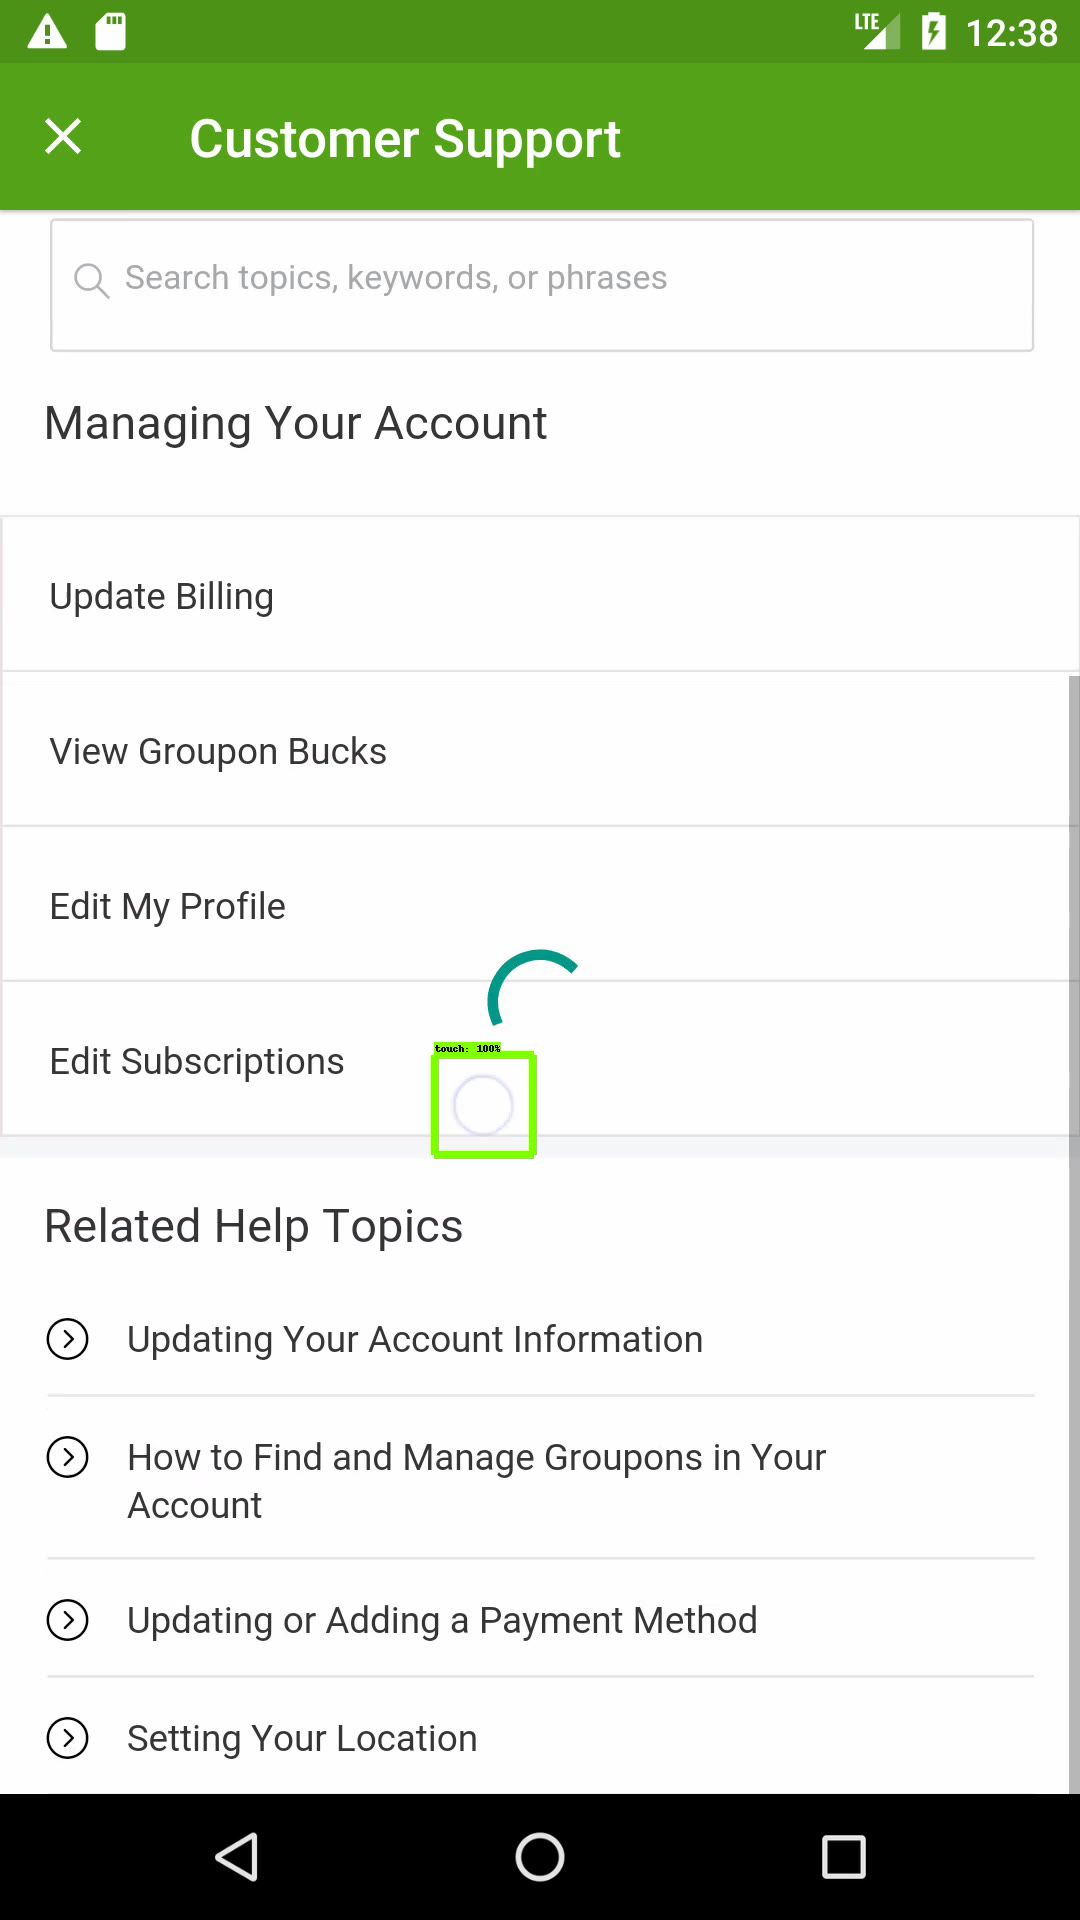 LTE 12:38
Customer Support
Search topics, keywords, or phrases
Managing Your Account
Update Billing
View Groupon Bucks
Edit My Profile
touch: 100%
Edit Subscriptions
Related Help Topics
Updating Your Account Information
How to Find and Manage Groupons in Your
Account
Updating or Adding a Payment Method
Setting Your Location